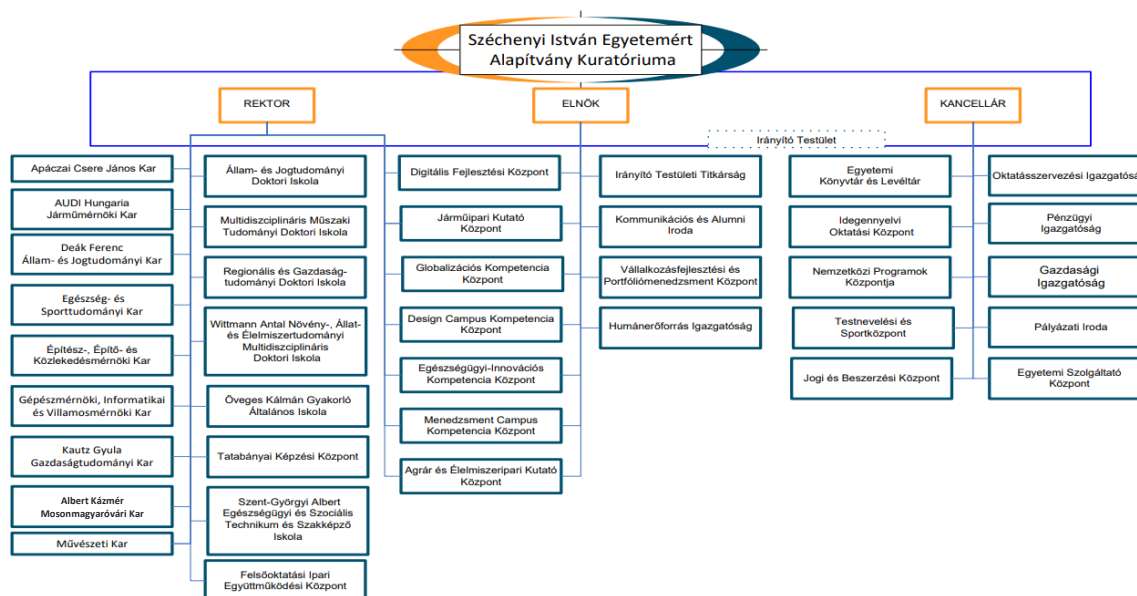 Széchenyi István Egyetemért
Alapítvány Kuratóriuma
REKTOR
ELNÖK
KANCELLÁR
Irányító Testület
Apáczai Csere János Kar
AUDI Hungaria
Járműmérnöki Kar
Deák Ferenc
Állam- és Jogtudományi Kar
Egészség- és
Sporttudományi Kar
Építész-, Építő- és
Közlekedésmérnöki Kar
Gépészmérnöki, Informatikai
és Villamosmérnöki Kar
Kautz Gyula
Gazdaságtudományi Kar
Albert Kázmér
Mosonmagyaróvári Kar
Művészeti Kar
Állam- és Jogtudományi
Doktori Iskola
Multidiszciplináris Műszaki
Tudományi Doktori Iskola
Regionális és Gazdaság-
tudományi Doktori Iskola
Wittmann Antal Növény-, Állat-
és Élelmiszertudományi
Multidiszciplináris
Doktori Iskola
Öveges Kálmán Gyakorló
Általános Iskola
Tatabányai Képzési Központ
Szent-Györgyi Albert
Egészségügyi és Szociális
Technikum és Szakképző
Iskola
Felsőoktatási Ipari
Együttműködési Központ
Digitális Fejlesztési Központ
Járműipari Kutató
Központ
Globalizációs Kompetencia
Központ
Design Campus Kompetencia
Központ
Egészségügyi-Innovációs
Kompetencia Központ
Menedzsment Campus
Kompetencia Központ
Agrár és Élelmiszeripari Kutató
Központ
Irányító Testületi Titkárság
Kommunikációs és Alumni
Iroda
Vállalkozásfejlesztési és
Portfóliómenedzsment Központ
Humánerőforrás Igazgatóság
Egyetemi
Könyvtár és Levéltár
Idegennyelvi
Oktatási Központ
Nemzetközi Programok
Központja
Testnevelési és
Sportközpont
Jogi és Beszerzési Központ
Oktatásszervezési Igazgatóság
Pénzügyi
Igazgatóság
Gazdasági
Igazgatóság
Pályázati Iroda
Egyetemi Szolgáltató
Központ